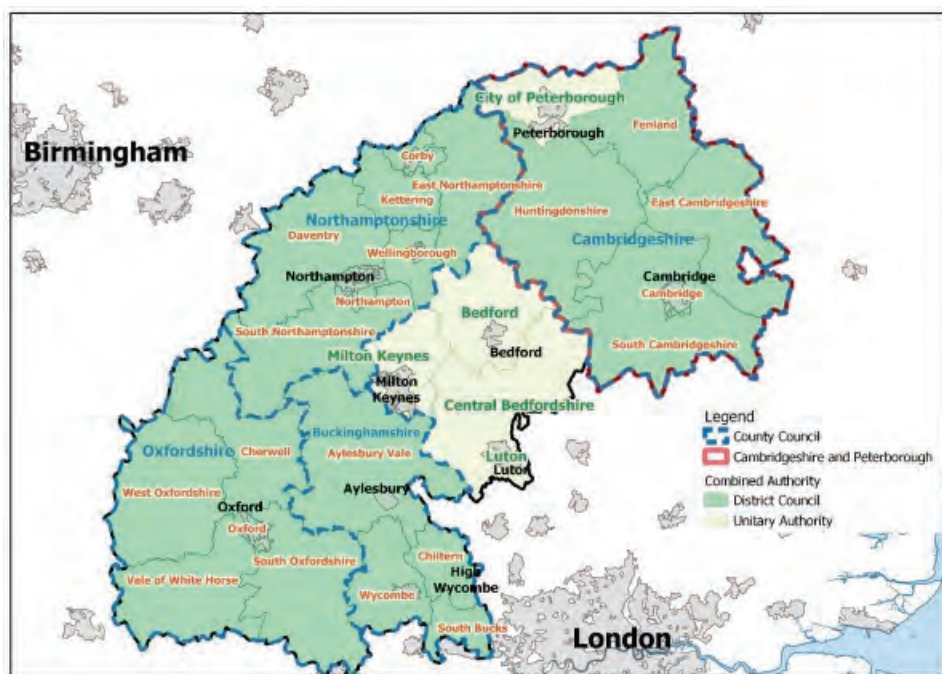 City of Peterborough
Peterborough
Fenland
Birmingham
Corby
East Northamptonshire
Kettering
Huntingdonshire
East Cambridgeshire
Northamptonshire
Daventry
Cambridgeshire
Wellingborough
Northampton
Cambridge
Northampton
Cambridge
Bedford
South Northamptonshire
South Cambridgeshire
Milton Keynes
Bedford
Milton
Keynes
Central Bedfordshire
Buckinghamshire
Oxfordshire
Cherwell
Aylesbury Vale
Luton
Luton
West Oxfordshire
Aylesbury
Oxford
Oxford
South Oxfordshire
Chiltern
Vale of White Horse
High
Wycombe
Wycombe
South Bucks
London
Legend
County Council
Cambridgeshire and Peterborough
Combined Authority
District Council
Unitary Authority